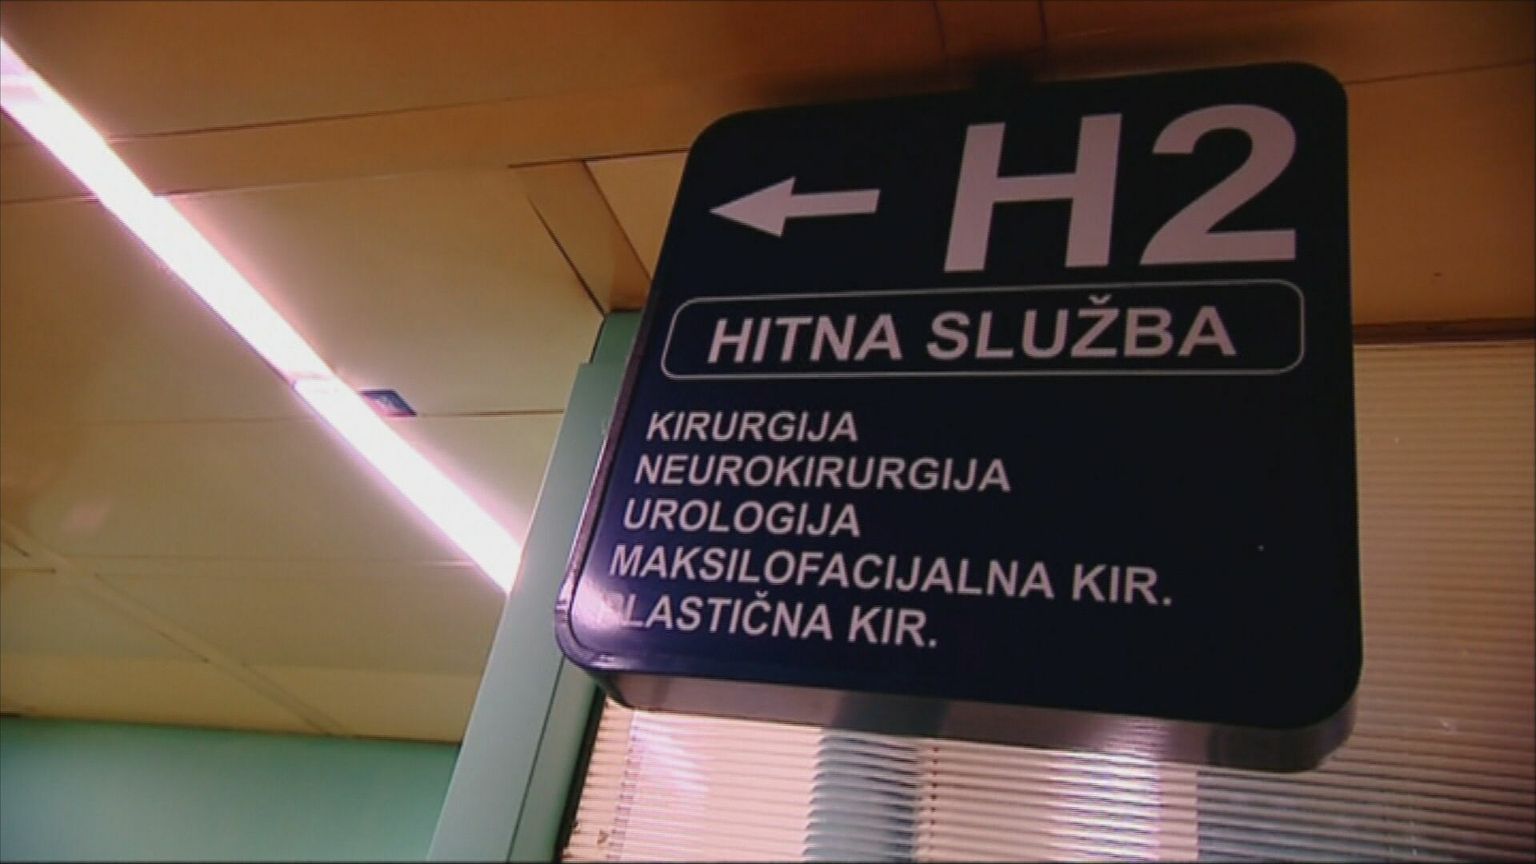 H2
HITNA SLUŽBA
KIRURGIJA
NEUROKIRURGIJA
UROLOGIJA
MAKSILOFACIJALNA KIR.
PLASTIČNA KIR.